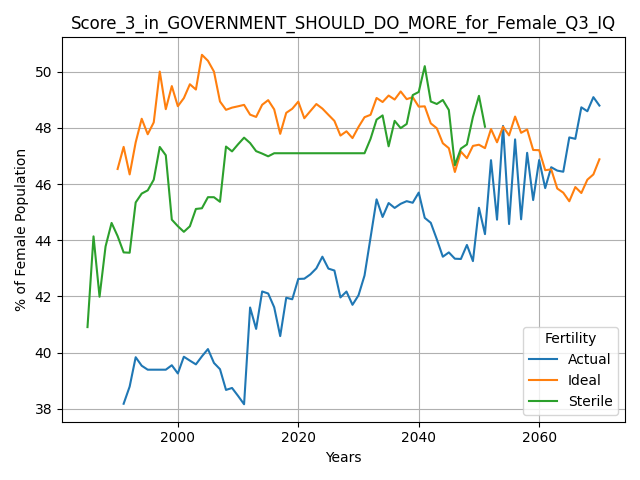 Score_3_in_GOVERNMENT_SHOULD_DO_MORE_for_Female_Q3_IQ
% of Female Population
50
48
46
44
42
40
38
2000
2020
2040
2060
Years
Fertility
Actual
Ideal
Sterile